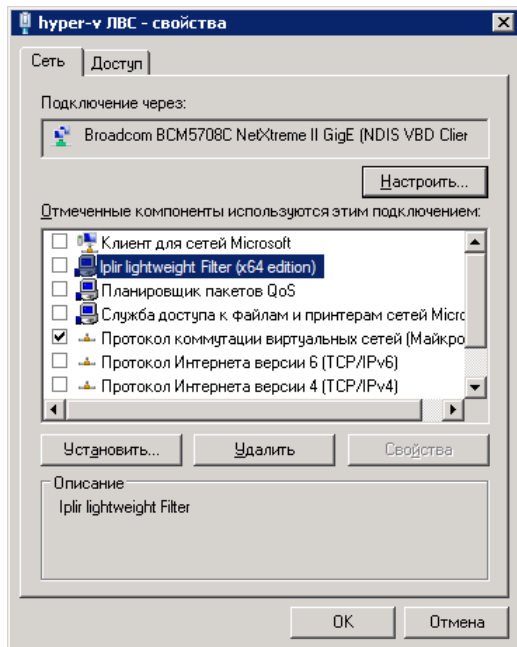 hyper-v ЛВС - свойства
Сеть
Доступ
Подключение через:
Broadcom BCM5708C NetXtreme II GigE (NDIS VBD Clier
Настроить...
Отмеченные компоненты используются этим подключением:
Клиент для сетей Microsoft
Iplir lightweight Filter (x64 edition)
Планировщик пакетов QoS
Служба доступа к файлам и принтерам сетей Micro
Протокол коммутации виртуальных сетей (Майкро
Протокол Интернета версии 6 (TCP/IPv6)
Протокол Интернета версии 4 (TCP/IPv4)
Установить...
Удалить
Свойства
Описание
Iplir lightweight Filter
OK
Отмена